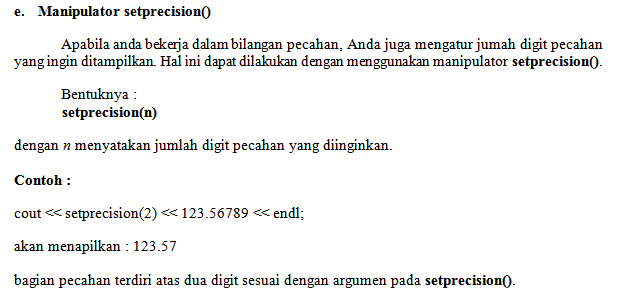 e. Manipulator setprecision()
Apabila anda bekerja dalam bilangan pecahan, Anda juga mengatur jumah digit pecahan
yang ingin ditampilkan. Hal ini dapat dilakukan dengan menggunakan manipulator setprecision().
Bentuknya :
setprecision(n)
dengan n menyatakan jumlah digit pecahan yang diinginkan.
Contoh :
cout << setprecision(2) << 123.56789 << endl;
akan menapilkan : 123.57
bagian pecahan terdiri atas dua digit sesuai dengan argumen pada setprecision().